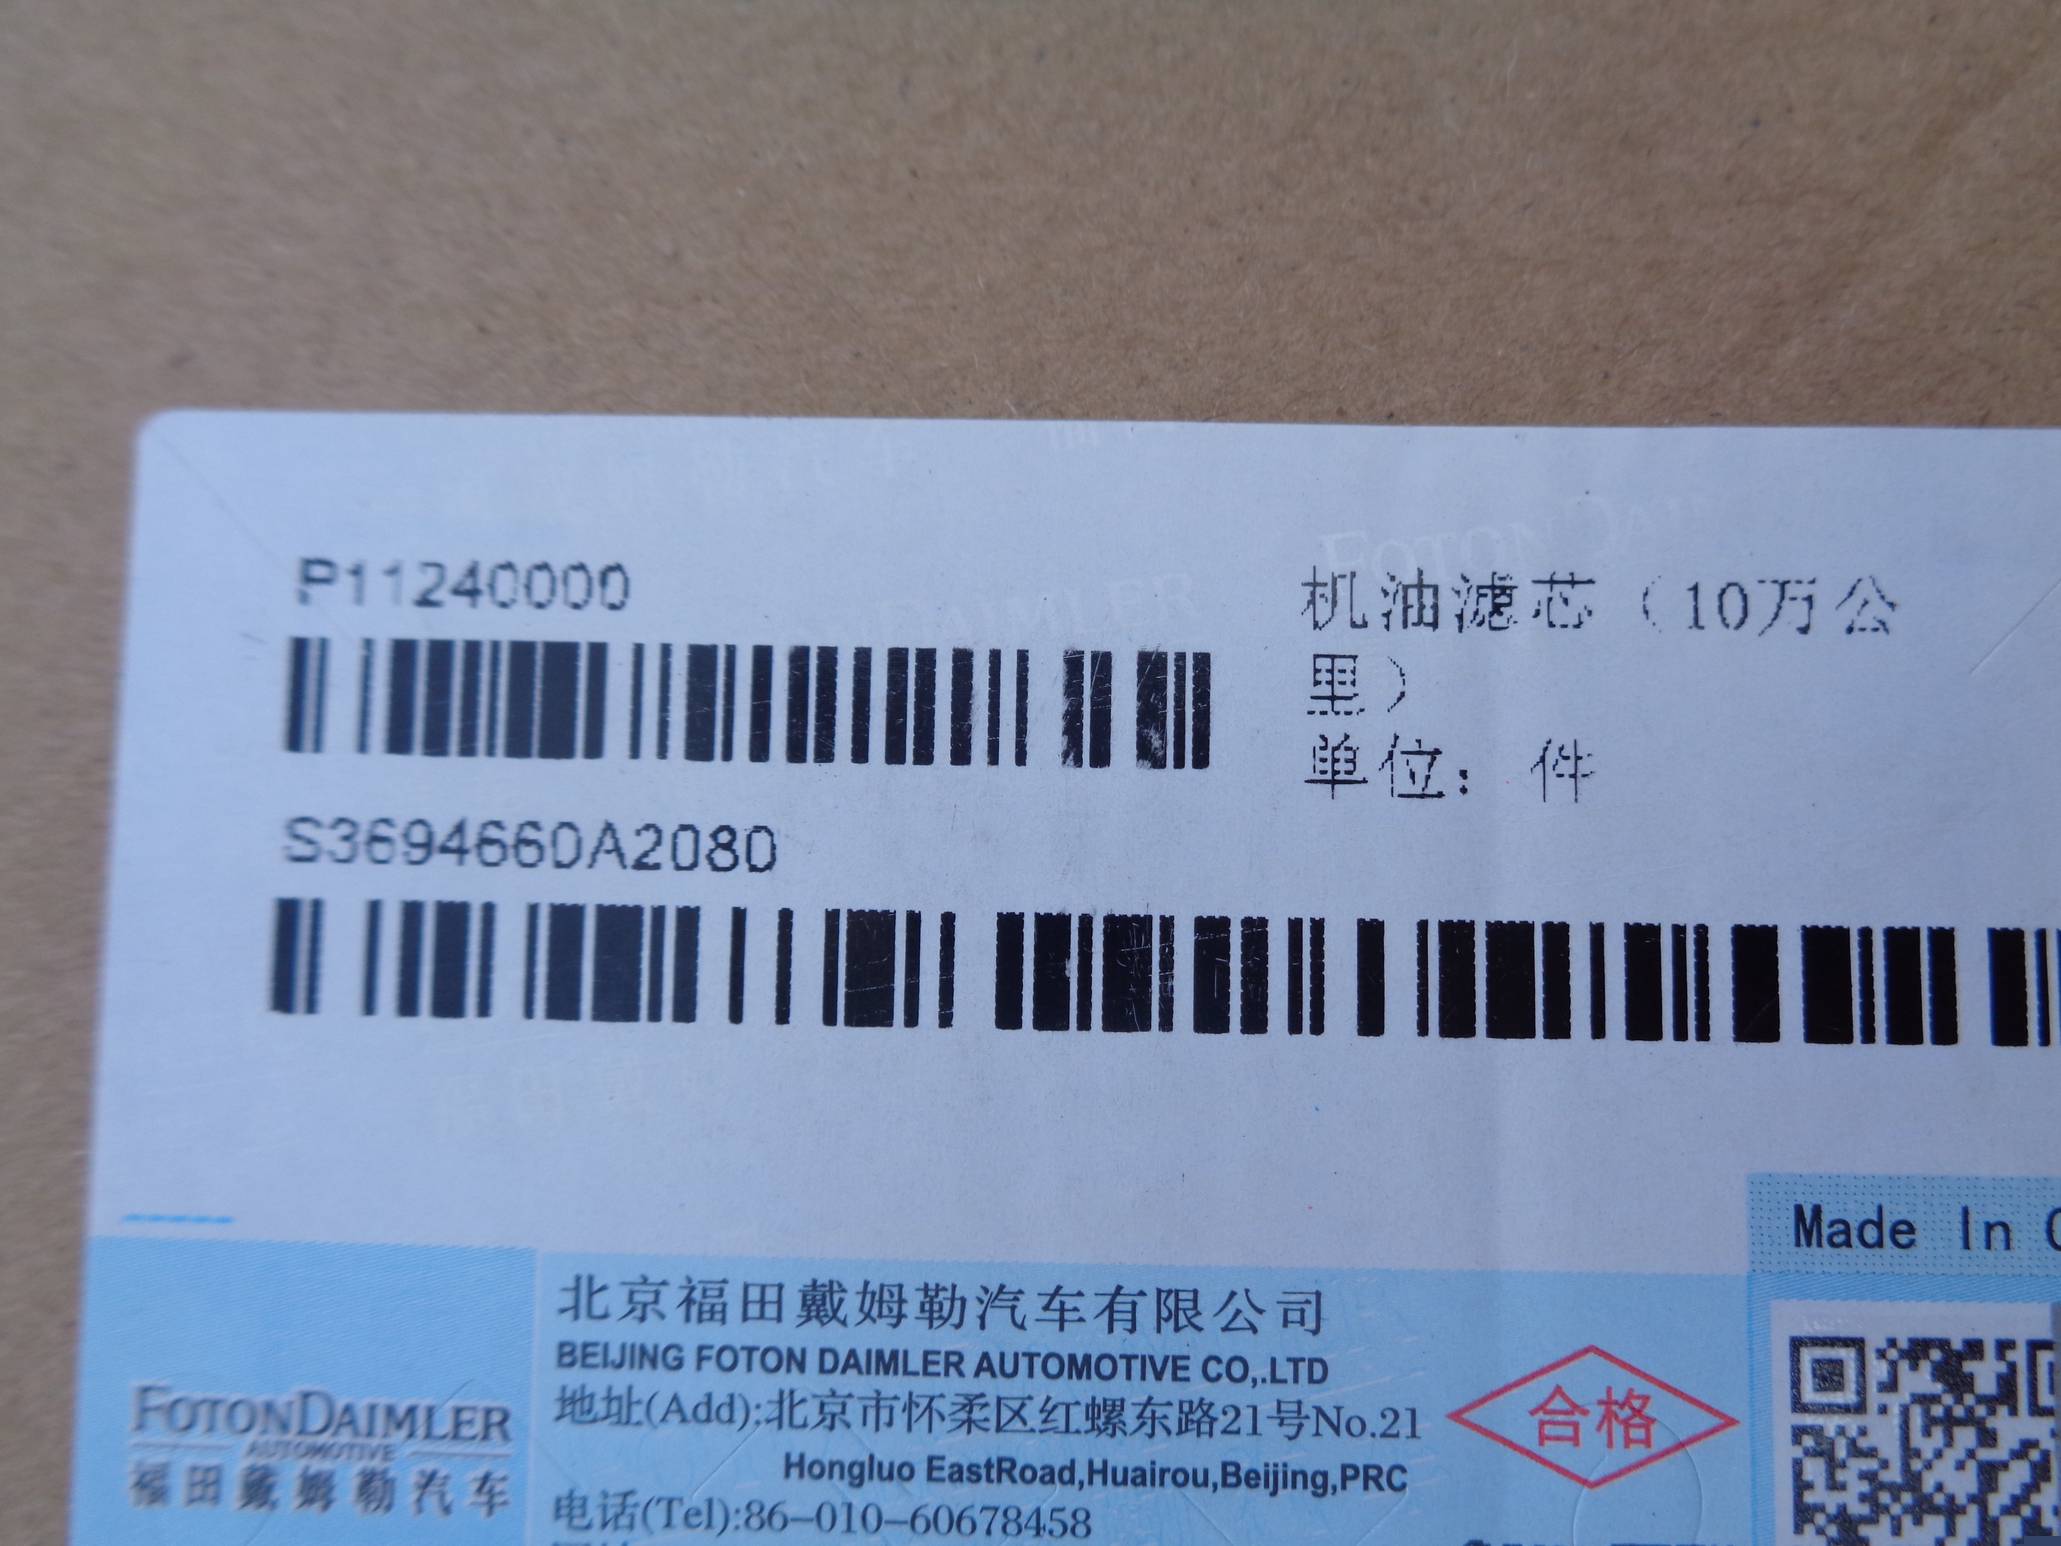 P11240000
机油滤芯（10万公
里）
单位：件
S3694660A2080
Made In
北京福田戴姆勒汽车有限公司
BEIJING FOTON DAIMLER AUTOMOTIVE CO,.LTD
地址(Add):北京市怀柔区红螺东路21号No.21
Hongluo EastRoad,Huairou,Beijing,PRC
电话(Tel):86-010-60678458
合格
FOTONDAIMLER
AUTOMOTIVE
福田戴姆勒汽车